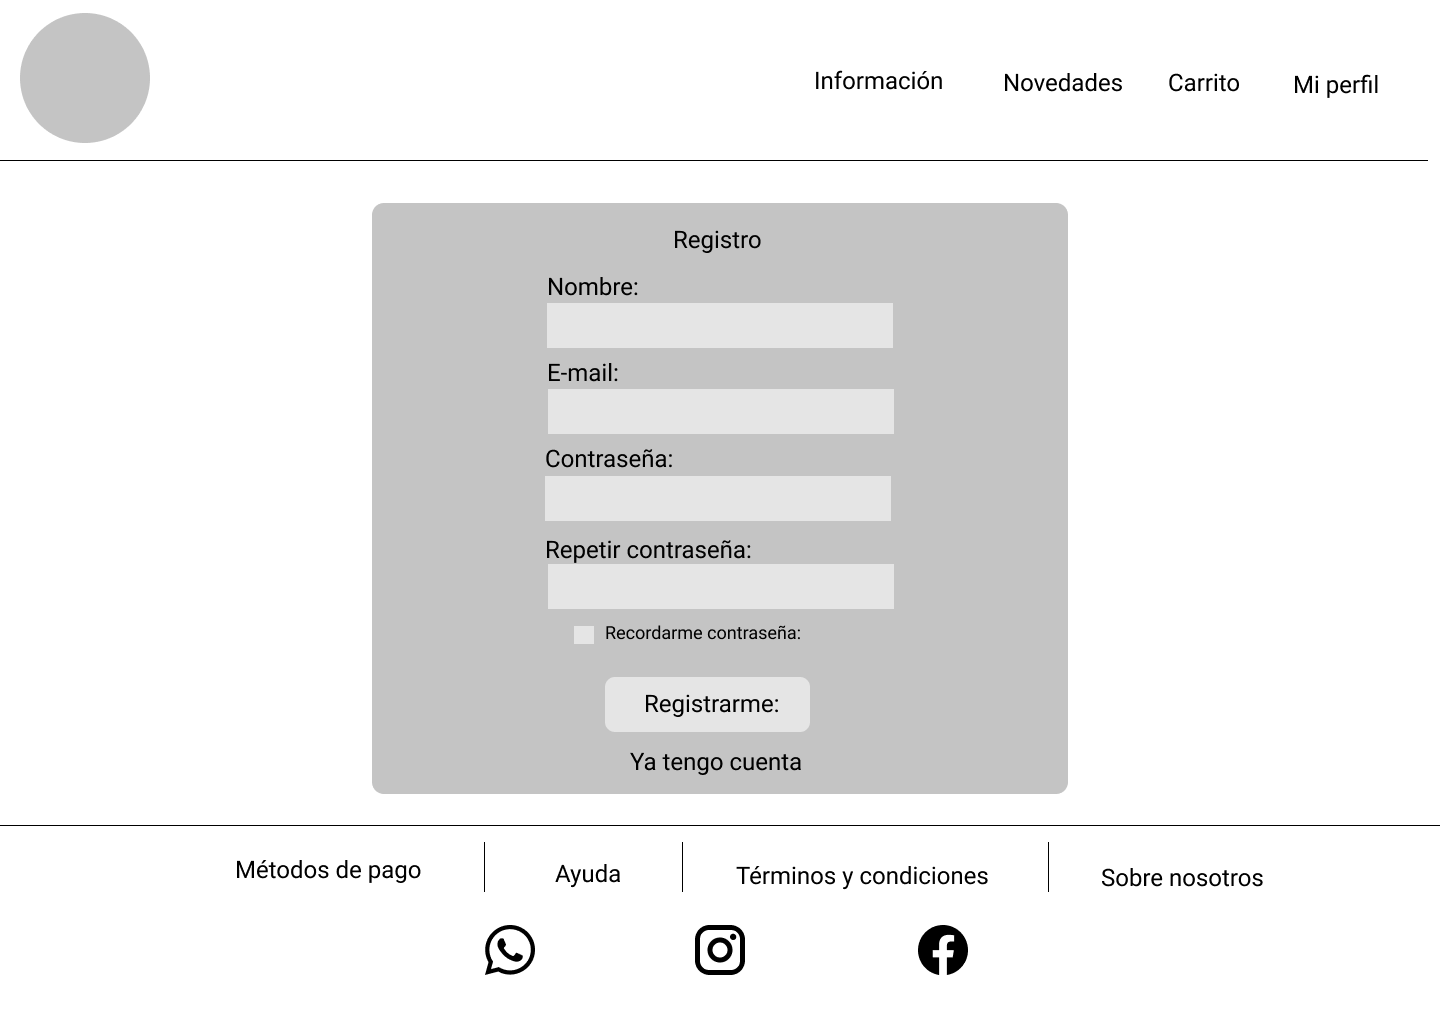 Información
Novedades
Carrito
Mi perfil
Registro
Nombre:
E-mail:
Contraseña:
Repetir contraseña:
Recordarme contraseña:
Registrarme:
Ya tengo cuenta
Métodos de pago
Ayuda
Términos y condiciones
Sobre nosotros